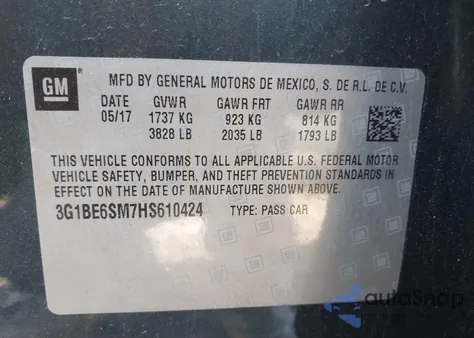 GM
MFD BY GENERAL MOTORS DE MEXICO, S. DE R.L. DE C.V.
DATE GVWR GAWR FRT GAWR RR
05/17 1737 KG 923 KG 814 KG
3828 LB 2035 LB 1793 LB
THIS VEHICLE CONFORMS TO ALL APPLICABLE U.S. FEDERAL MOTOR
VEHICLE SAFETY, BUMPER, AND THEFT PREVENTION STANDARDS
IN EFFECT ON THE DATE OF MANUFACTURE SHOWN ABOVE.
3G1BE6SM7HS610424 TYPE: PASS CAR
autoSnap